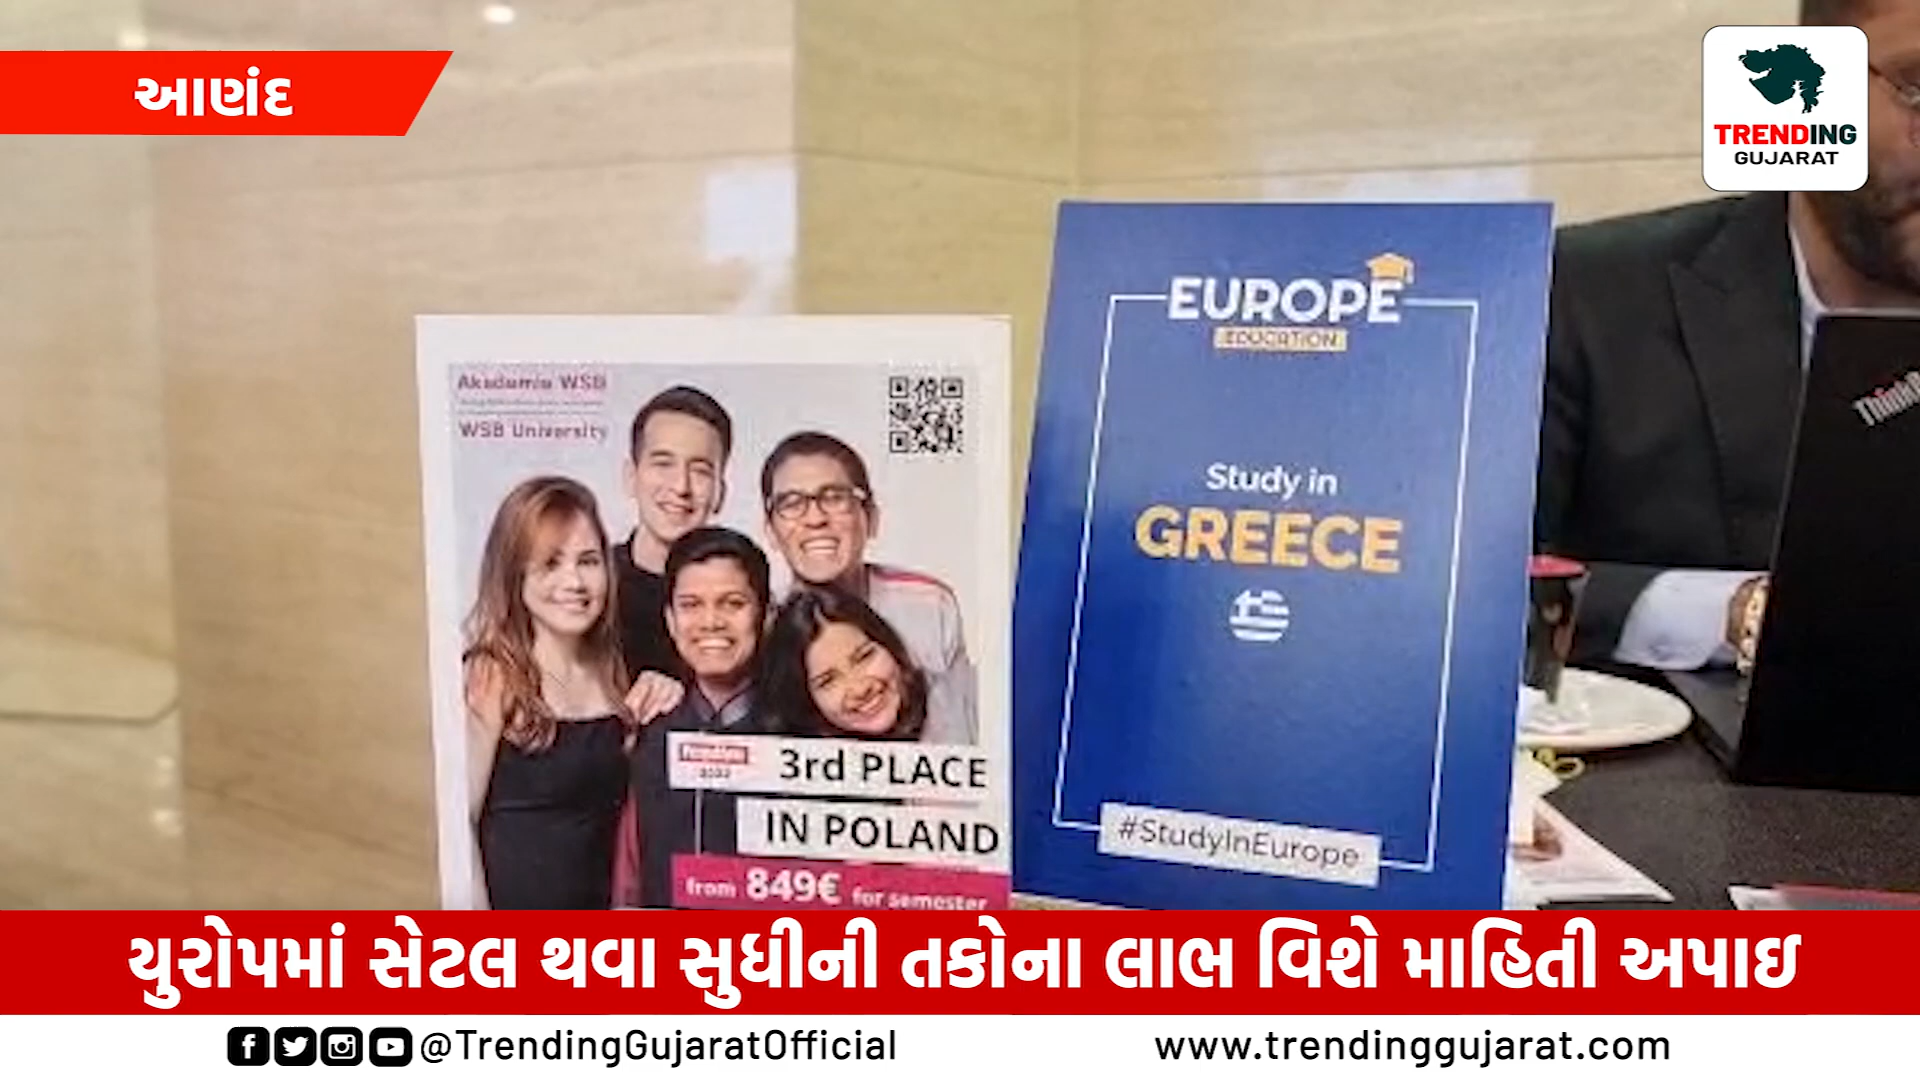 આણંદ
TRENDING
GUJARAT
EUROPE
EDUCATION
Study in
GREECE
#StudyInEurope
Akademia WSB
WSB University
3rd PLACE
IN POLAND
from 849€ for semester
2022
યુરોપમાં સેટલ થવા સુધીની તકોના લાભ વિશે માહિતી અપાઇ
@TrendingGujaratOfficial
www.trendinggujarat.com